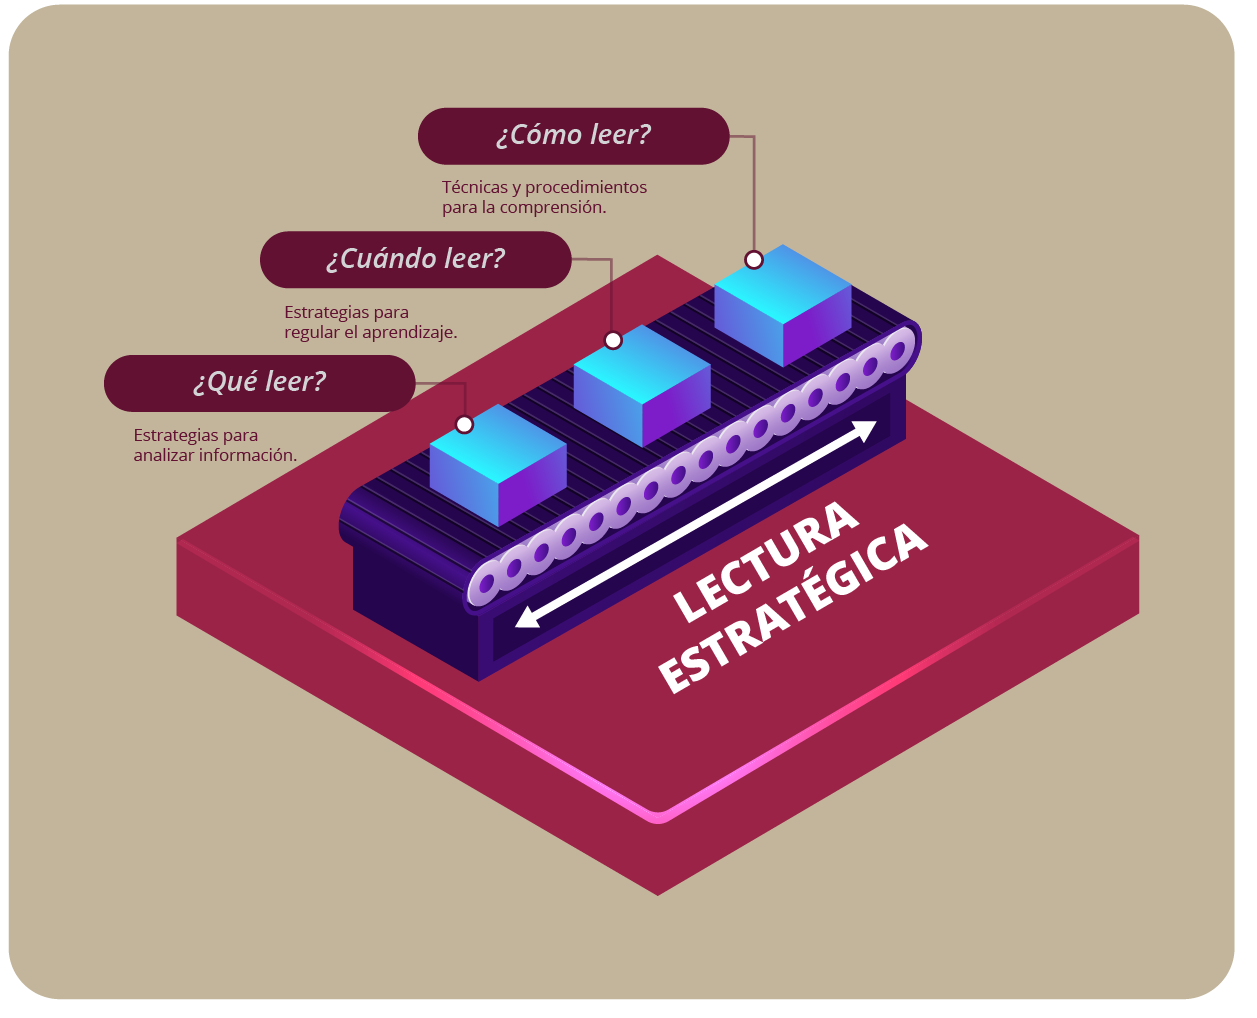 ¿Cómo leer?
Técnicas y procedimientos
para la comprensión.
¿Cuándo leer?
Estrategias para
regular el aprendizaje.
¿Qué leer?
Estrategias para
analizar información.
LECTURA
ESTRATÉGICA